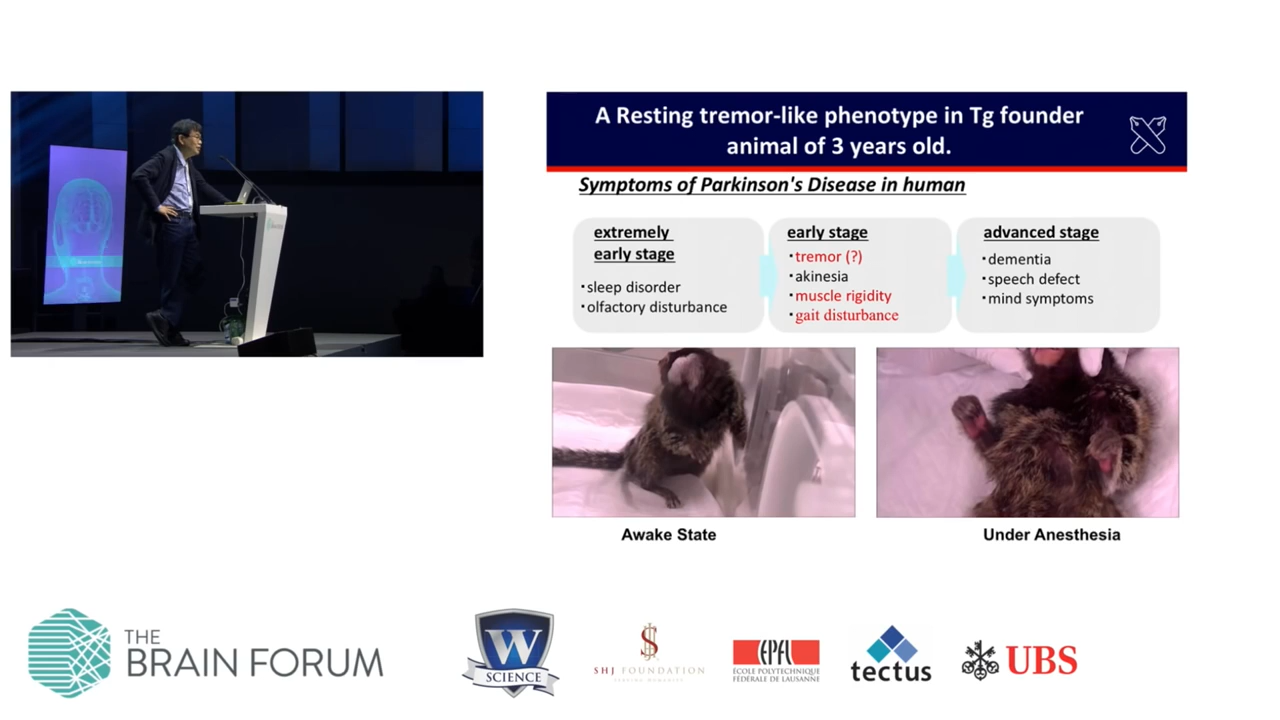 A Resting tremor-like phenotype in Tg founder
animal of 3 years old.
Symptoms of Parkinson's Disease in human
extremely
early stage
・sleep disorder
・olfactory disturbance
early stage
・tremor (?)
・akinesia
・muscle rigidity
・gait disturbance
advanced stage
・dementia
・speech defect
・mind symptoms
Awake State
Under Anesthesia
THE
BRAIN FORUM
W
SCIENCE
SHJ FOUNDATION
EPFL
ÉCOLE POLYTECHNIQUE
FÉDÉRALE DE LAUSANNE
tectus
UBS